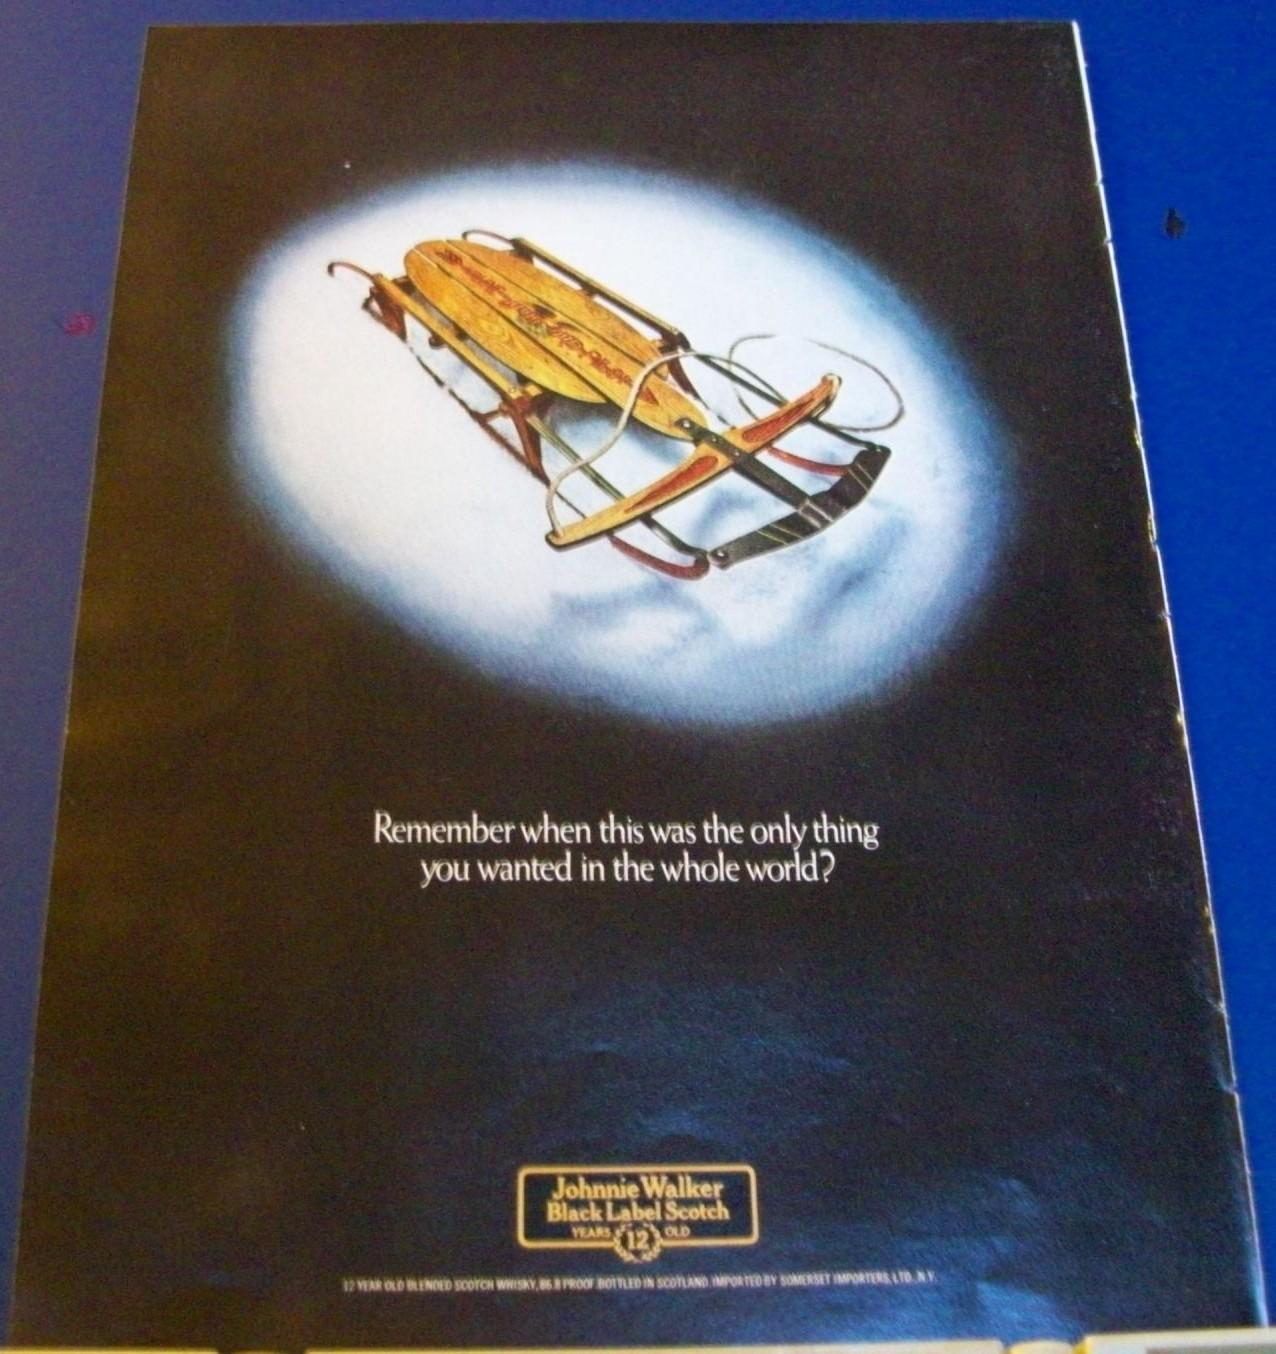 Remember when this was the only thing
you wanted in the whole world?
Johnnie Walker
Black Label Scotch
YEARS 12 OLD
12 YEAR OLD BLENDED SCOTCH WHISKY, 86.8 PROOF. BOTTLED IN SCOTLAND. IMPORTED BY SOMERSET IMPORTERS, LTD., N.Y.